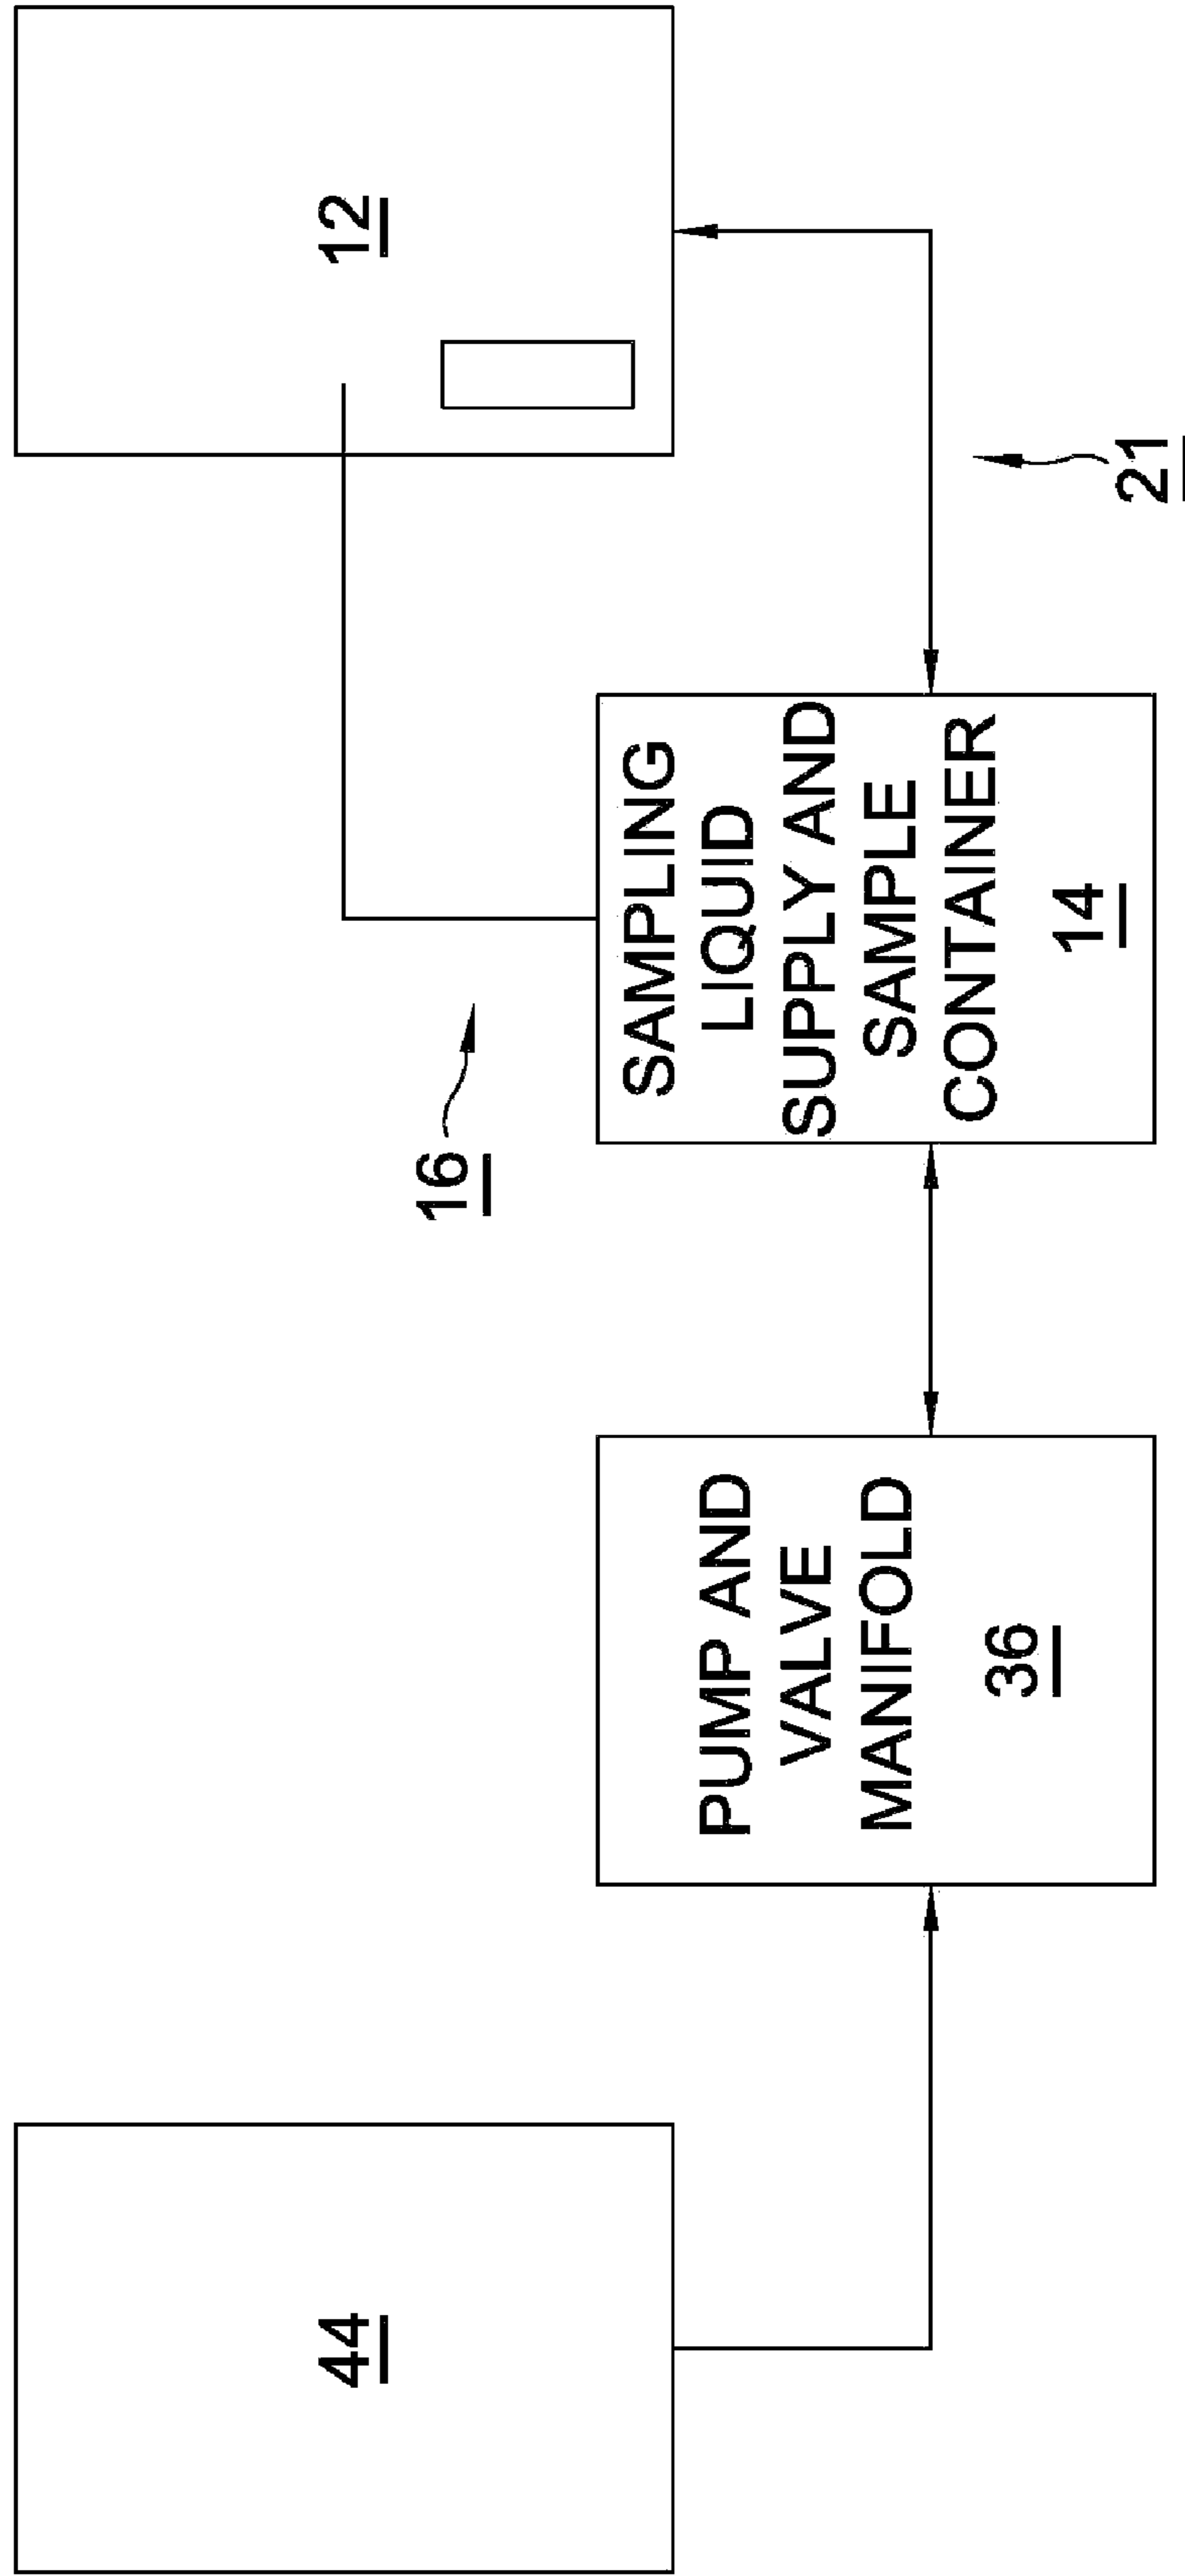 44
12
16
PUMP AND
VALVE
MANIFOLD
36
SAMPLING
LIQUID
SUPPLY AND
SAMPLE
CONTAINER
14
21